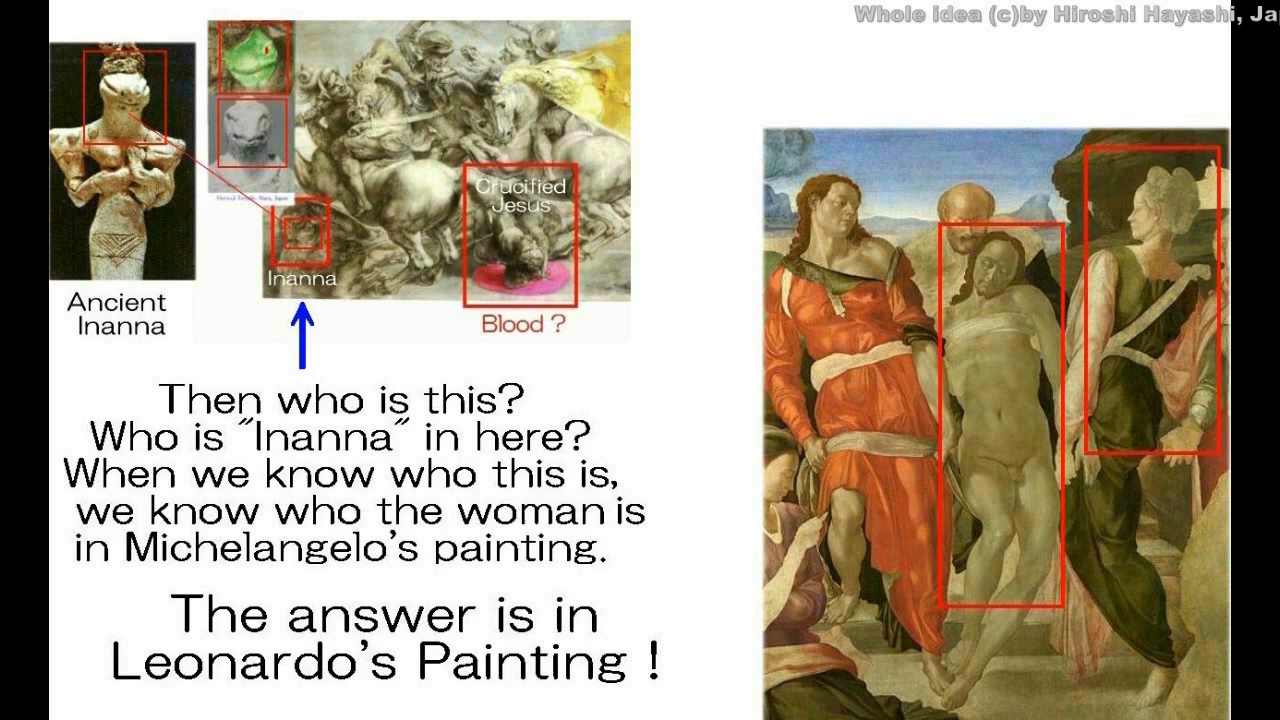 Whole idea (c)by Hiroshi Hayashi, Ja
Crucified
Jesus
Inanna
Ancient
Inanna
Blood ?
Then who is this?
Who is "Inanna" in here?
When we know who this is,
we know who the woman is
in Michelangelo's painting.
The answer is in
Leonardo's Painting !